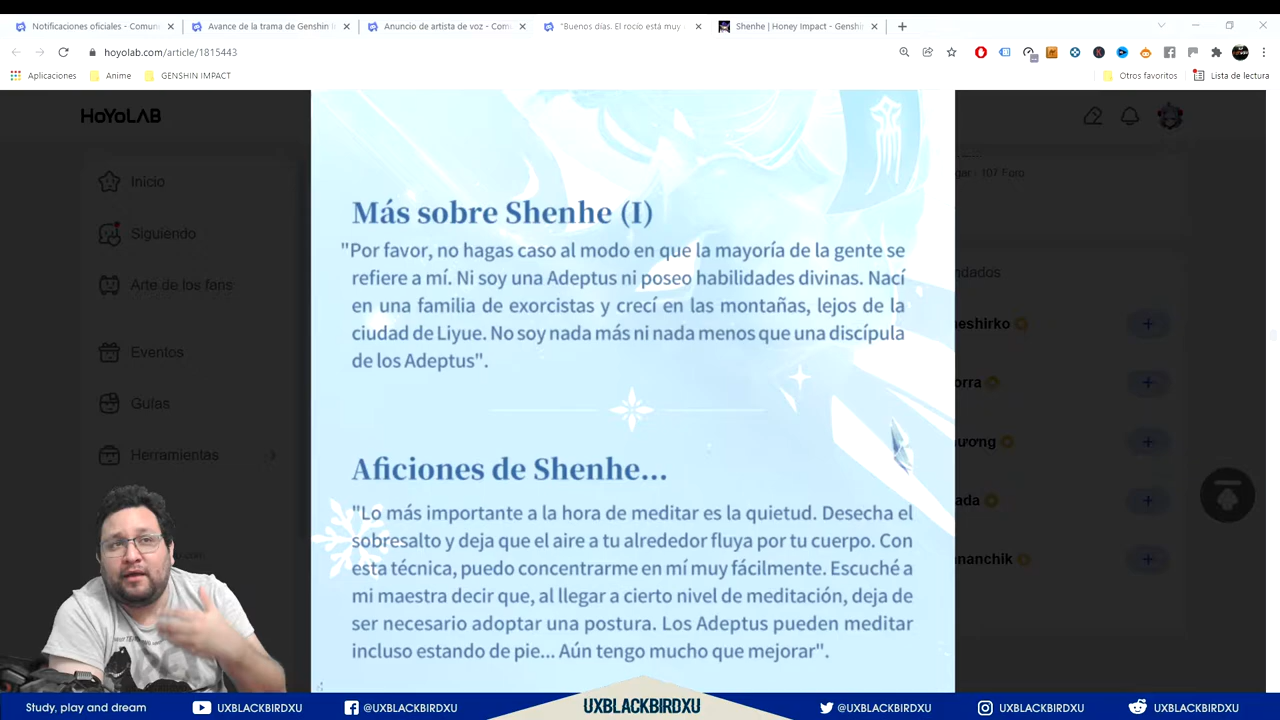 Notificaciones oficiales - Comun
Avance de la trama de Genshin I
Anuncio de artista de voz - Com
"Buenos días. El rocío está muy
Shenhe | Honey Impact - Genshin
hoyolab.com/article/1815443
Aplicaciones
Anime
GENSHIN IMPACT
Otros favoritos
Lista de lectura
HoYoLAB
Inicio
Siguiendo
Arte de los fans
Eventos
Guías
Herramientas
107 Foro
Más sobre Shenhe (I)
"Por favor, no hagas caso al modo en que la mayoría de la gente se
refiere a mí. Ni soy una Adeptus ni poseo habilidades divinas. Nací
en una familia de exorcistas y crecí en las montañas, lejos de la
ciudad de Liyue. No soy nada más ni nada menos que una discípula
de los Adeptus".
Aficiones de Shenhe...
"Lo más importante a la hora de meditar es la quietud. Desecha el
sobresalto y deja que el aire a tu alrededor fluya por tu cuerpo. Con
esta técnica, puedo concentrarme en mí muy fácilmente. Escuché a
mi maestra decir que, al llegar a cierto nivel de meditación, deja de
ser necesario adoptar una postura. Los Adeptus pueden meditar
incluso estando de pie... Aún tengo mucho que mejorar".
ndados
eshirko
orra
ương
ada
ananchik
Study, play and dream
UXBLACKBIRDXU
@UXBLACKBIRDXU
UXBLACKBIRDXU
@UXBLACKBIRDXU
UXBLACKBIRDXU
UXBLACKBIRDXU